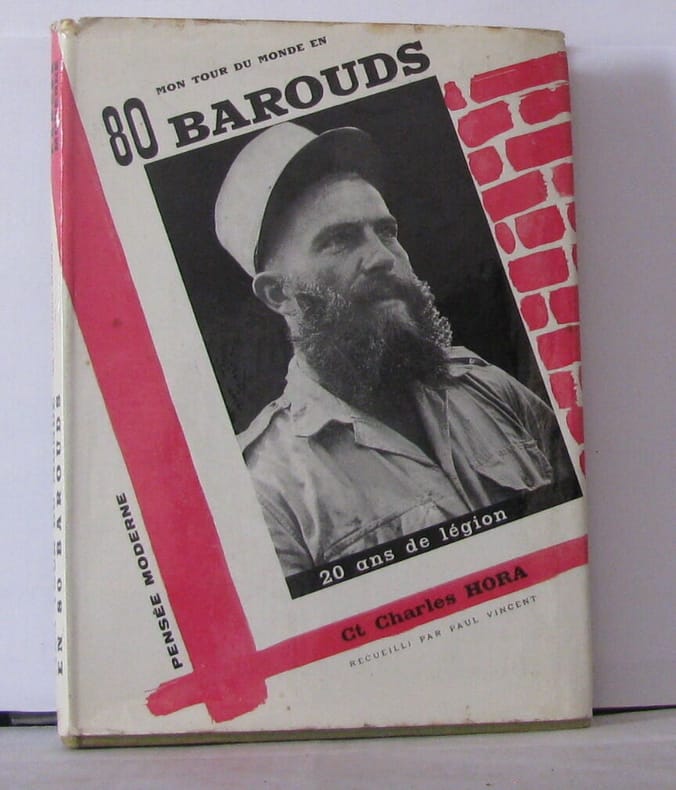 MON TOUR DU MONDE EN
80 BAROUDS
20 ans de légion
Ct Charles HORA
RECUEILLI PAR PAUL VINCENT
PENSÉE MODERNE
EN 80 BAROUDS